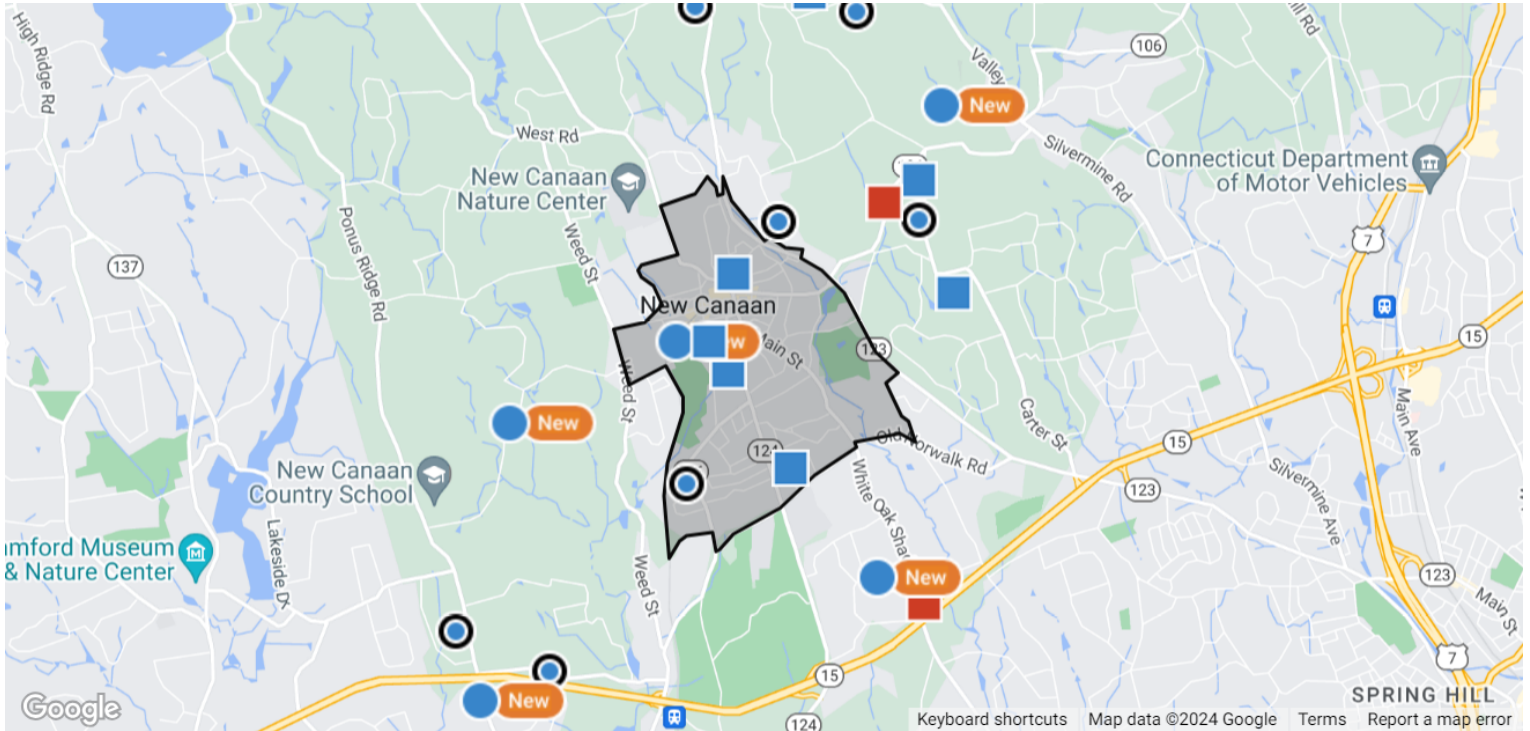 High Ridge Rd
106
Valley
New
West Rd
Silvermine Rd
Connecticut Department
of Motor Vehicles
New Canaan
Nature Center
Ponus Ridge Rd
Weed St
7
137
New Canaan
15
Main St
123
Weed St
Main Ave
New
Carter St
124
Old Norwalk Rd
15
New Canaan
Country School
White Oak Sha
Silvermine Ave
123
Lakeside D
amford Museum
& Nature Center
Weed St
New
123
Main St
7
15
SPRING HILL
New
Google
124
Keyboard shortcuts
Map data ©2024 Google
Terms
Report a map error